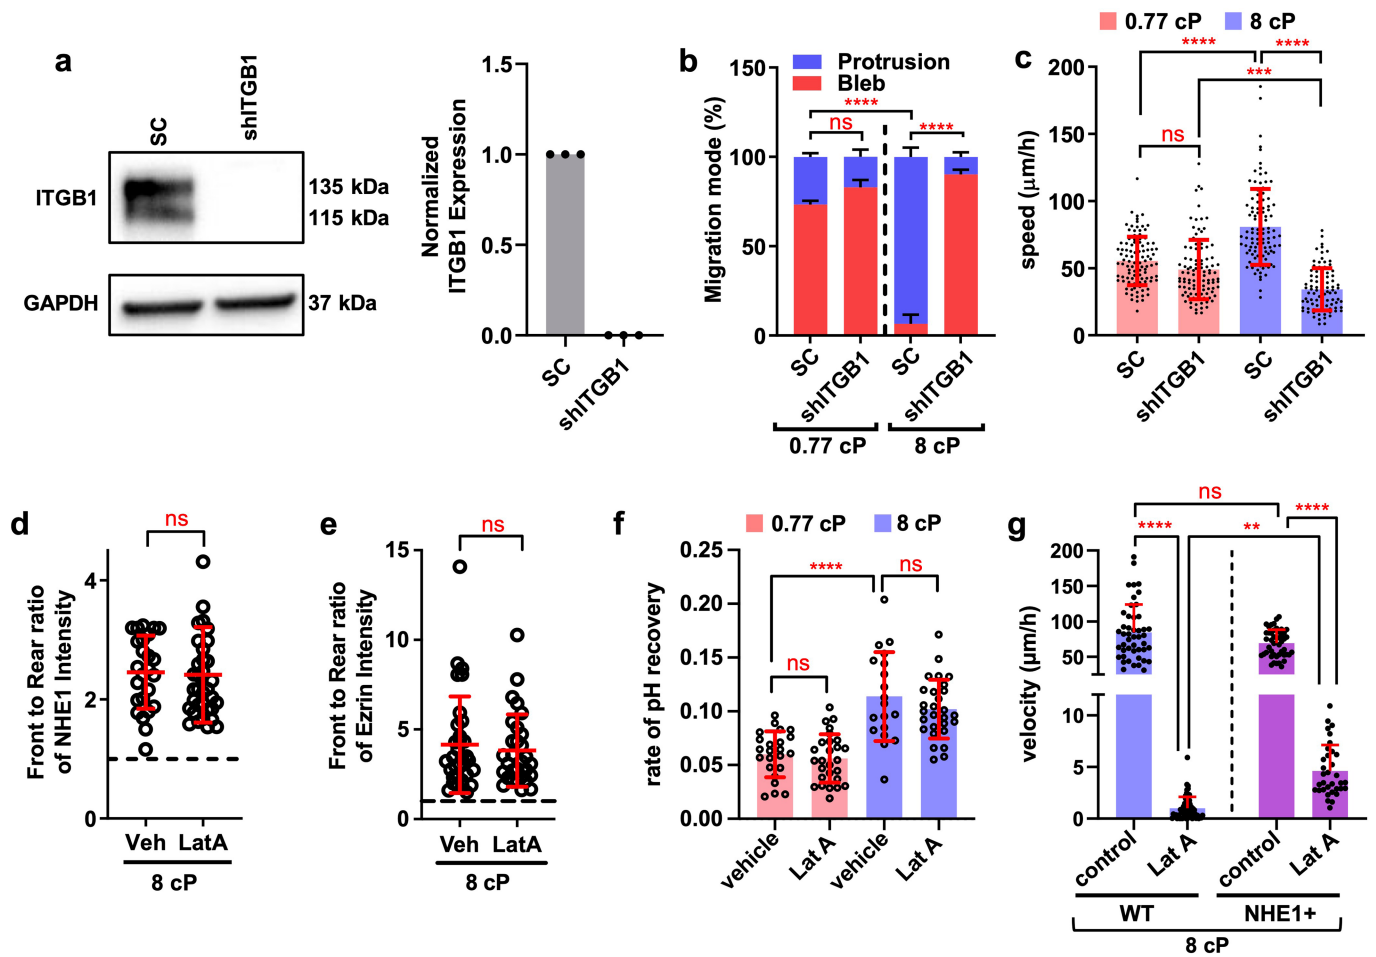 a
SC
shITGB1
ITGB1
135 kDa
115 kDa
GAPDH
37 kDa
Normalized
ITGB1 Expression
1.5
1.0
0.5
0.0
SC
shITGB1
b
Protrusion
Bleb
Migration mode (%)
150
100
50
0
****
ns
****
SC
shITGB1
SC
shITGB1
0.77 cP
8 cP
c
0.77 cP
8 cP
speed (μm/h)
200
150
100
50
0
****
****
***
ns
SC
shITGB1
SC
shITGB1
d
ns
Front to Rear ratio
of NHE1 Intensity
4
2
0
Veh
LatA
8 cP
e
ns
Front to Rear ratio
of Ezrin Intensity
15
10
5
0
Veh
LatA
8 cP
f
0.77 cP
8 cP
rate of pH recovery
0.25
0.20
0.15
0.10
0.05
0.00
****
ns
ns
vehicle
Lat A
vehicle
Lat A
g
ns
****
**
****
velocity (μm/h)
200
150
100
50
10
5
0
control
Lat A
control
Lat A
WT
NHE1+
8 cP